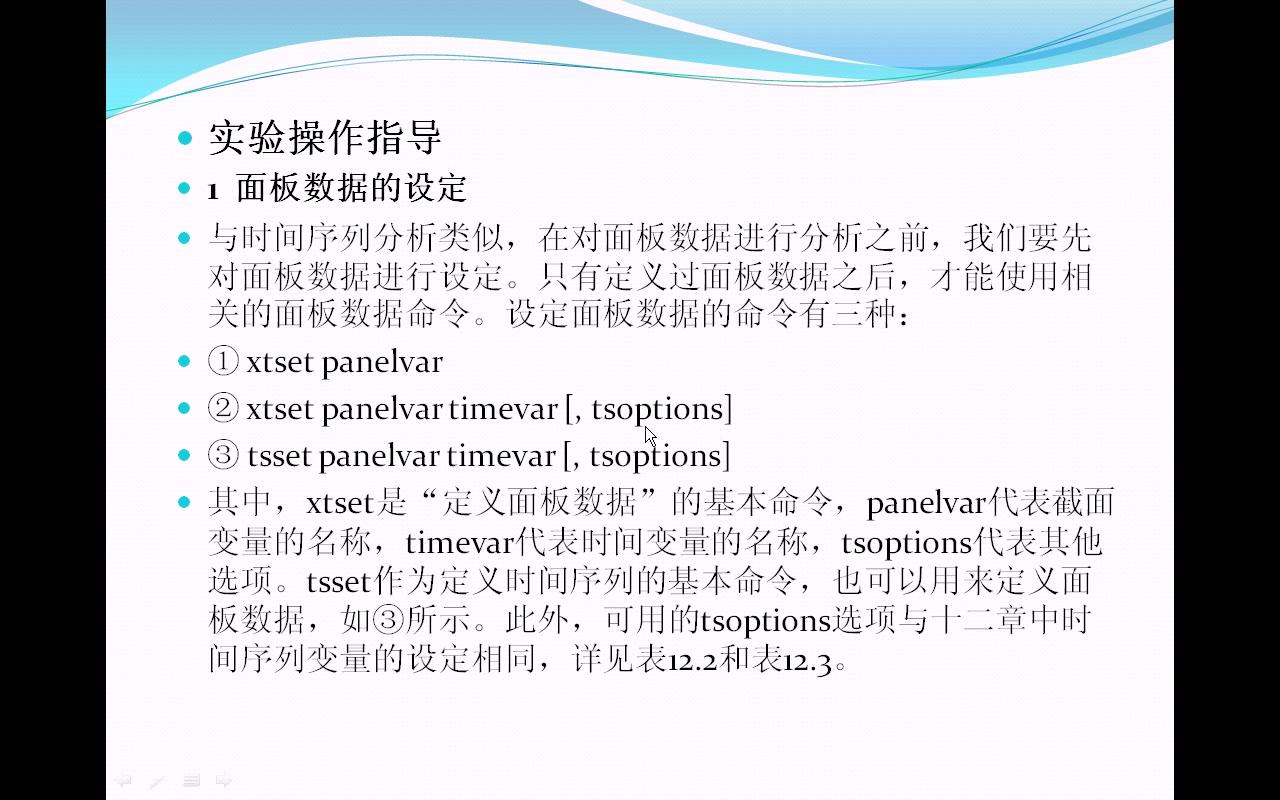 实验操作指导
1 面板数据的设定
与时间序列分析类似，在对面板数据进行分析之前，我们要先
对面板数据进行设定。只有定义过面板数据之后，才能使用相
关的面板数据命令。设定面板数据的命令有三种：
① xtset panelvar
② xtset panelvar timevar [, tsoptions]
③ tsset panelvar timevar [, tsoptions]
其中，xtset是“定义面板数据”的基本命令，panelvar代表截面
变量的名称，timevar代表时间变量的名称，tsoptions代表其他
选项。tsset作为定义时间序列的基本命令，也可以用来定义面
板数据，如③所示。此外，可用的tsoptions选项与十二章中时
间序列变量的设定相同，详见表12.2和表12.3。